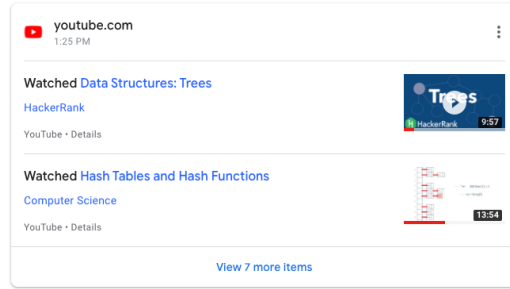 youtube.com
1:25 PM
Watched Data Structures: Trees
HackerRank
YouTube • Details
Trees
HackerRank
9:57
Watched Hash Tables and Hash Functions
Computer Science
YouTube • Details
13:54
View 7 more items